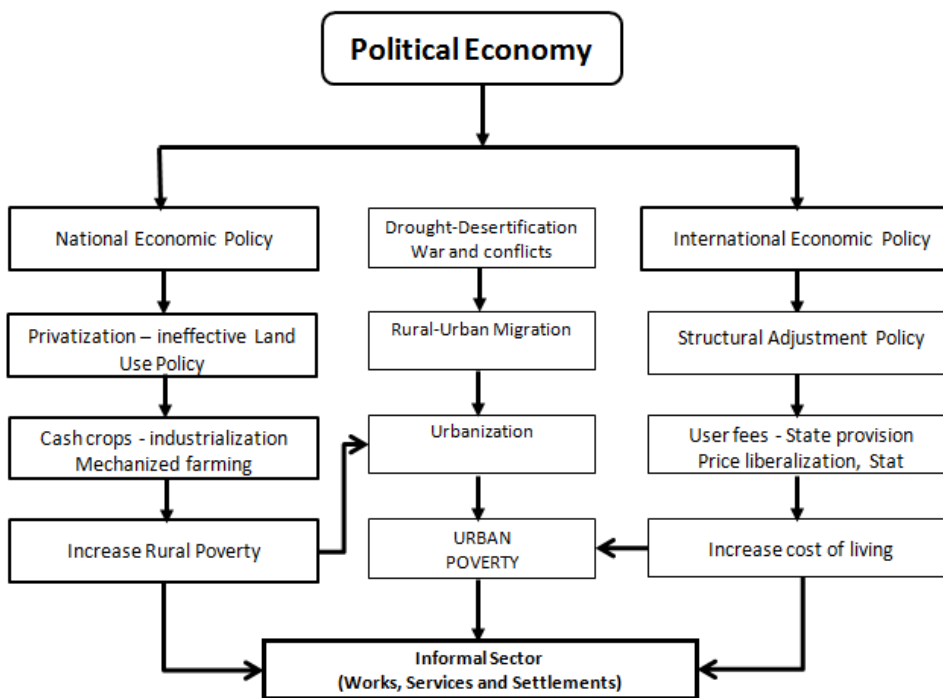 Political Economy
National Economic Policy
Drought-Desertification
War and conflicts
International Economic Policy
Privatization – ineffective Land
Use Policy
Rural-Urban Migration
Structural Adjustment Policy
Cash crops - industrialization
Mechanized farming
Urbanization
User fees - State provision
Price liberalization, Stat
Increase Rural Poverty
URBAN
POVERTY
Increase cost of living
Informal Sector
(Works, Services and Settlements)